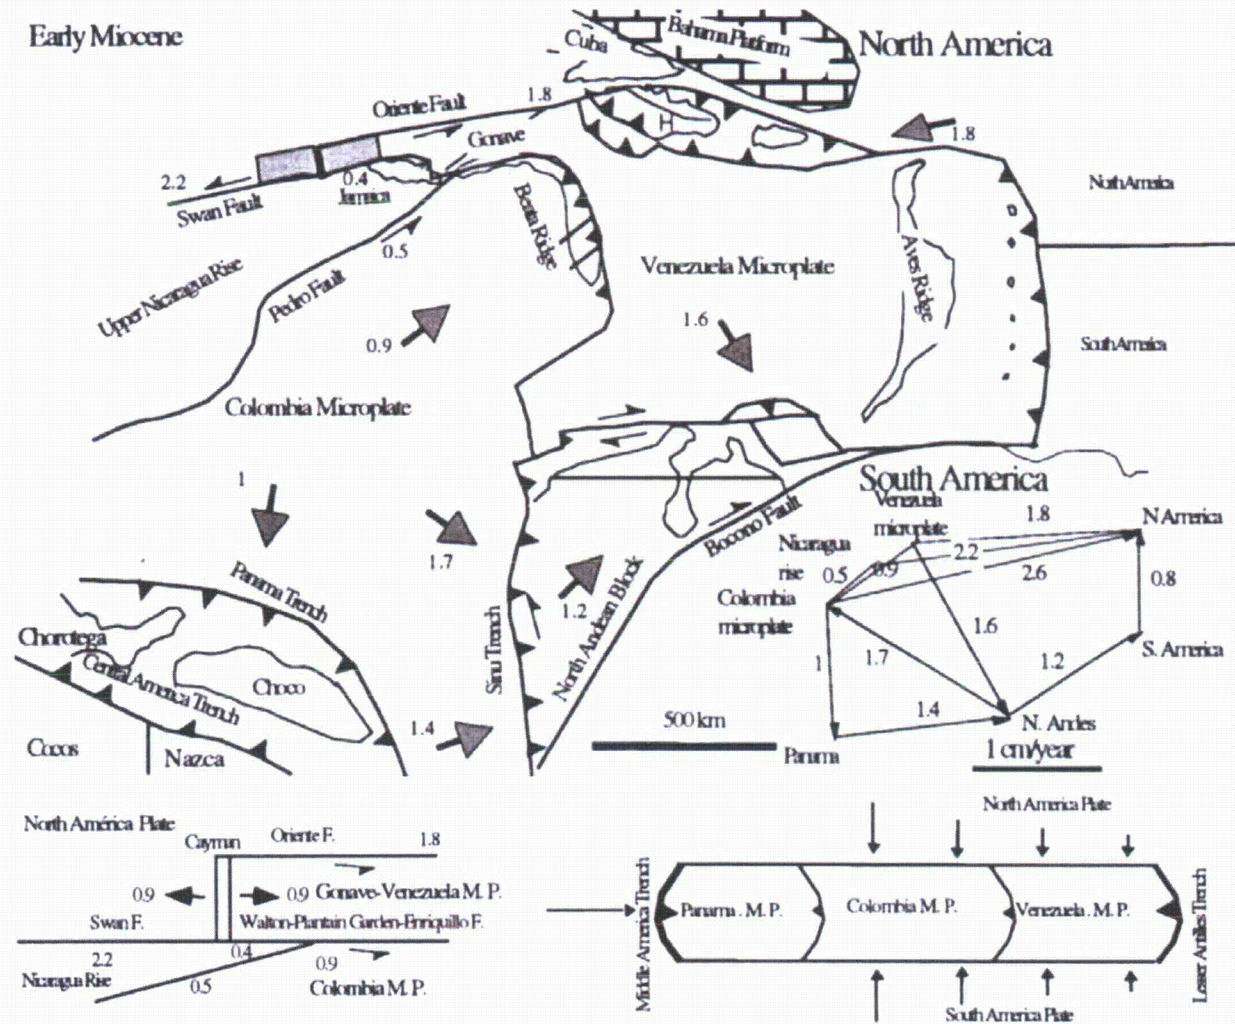 Early Miocene
Cuba
Bahama Platform
North America
Oriente Fault
1.8
Gonave
H
1.8
2.2
Swan Fault
0.4
Jamaica
North America
Beata Ridge
0.5
Upper Nicaragua Rise
Pedro Fault
Venezuela Microplate
Aves Ridge
0.9
1.6
South America
Colombia Microplate
1
1.7
South America
Bocono Fault
Panama Trench
Sinu Trench
1.2
North Andean Block
Chorotega
Central America Trench
Choco
Cocos
Nazca
1.4
500 km
Venezuela
microplate
1.8
N America
Nicaragua
rise
0.5
0.9
2.2
2.6
0.8
Colombia
microplate
1.6
1
1.7
1.2
S. America
1.4
N. Andes
Panama
1 cm/year
North América Plate
Cayman
Oriente F.
1.8
0.9
0.9
Gonave-Venezuela M. P.
Swan F.
Walton-Plantain Garden-Enriquillo F.
2.2
0.4
0.9
Nicaragua Rise
0.5
Colombia M. P.
North America Plate
Middle America Trench
Panama. M. P.
Colombia M. P.
Venezuela. M. P.
Lesser Antilles Trench
South America Plate